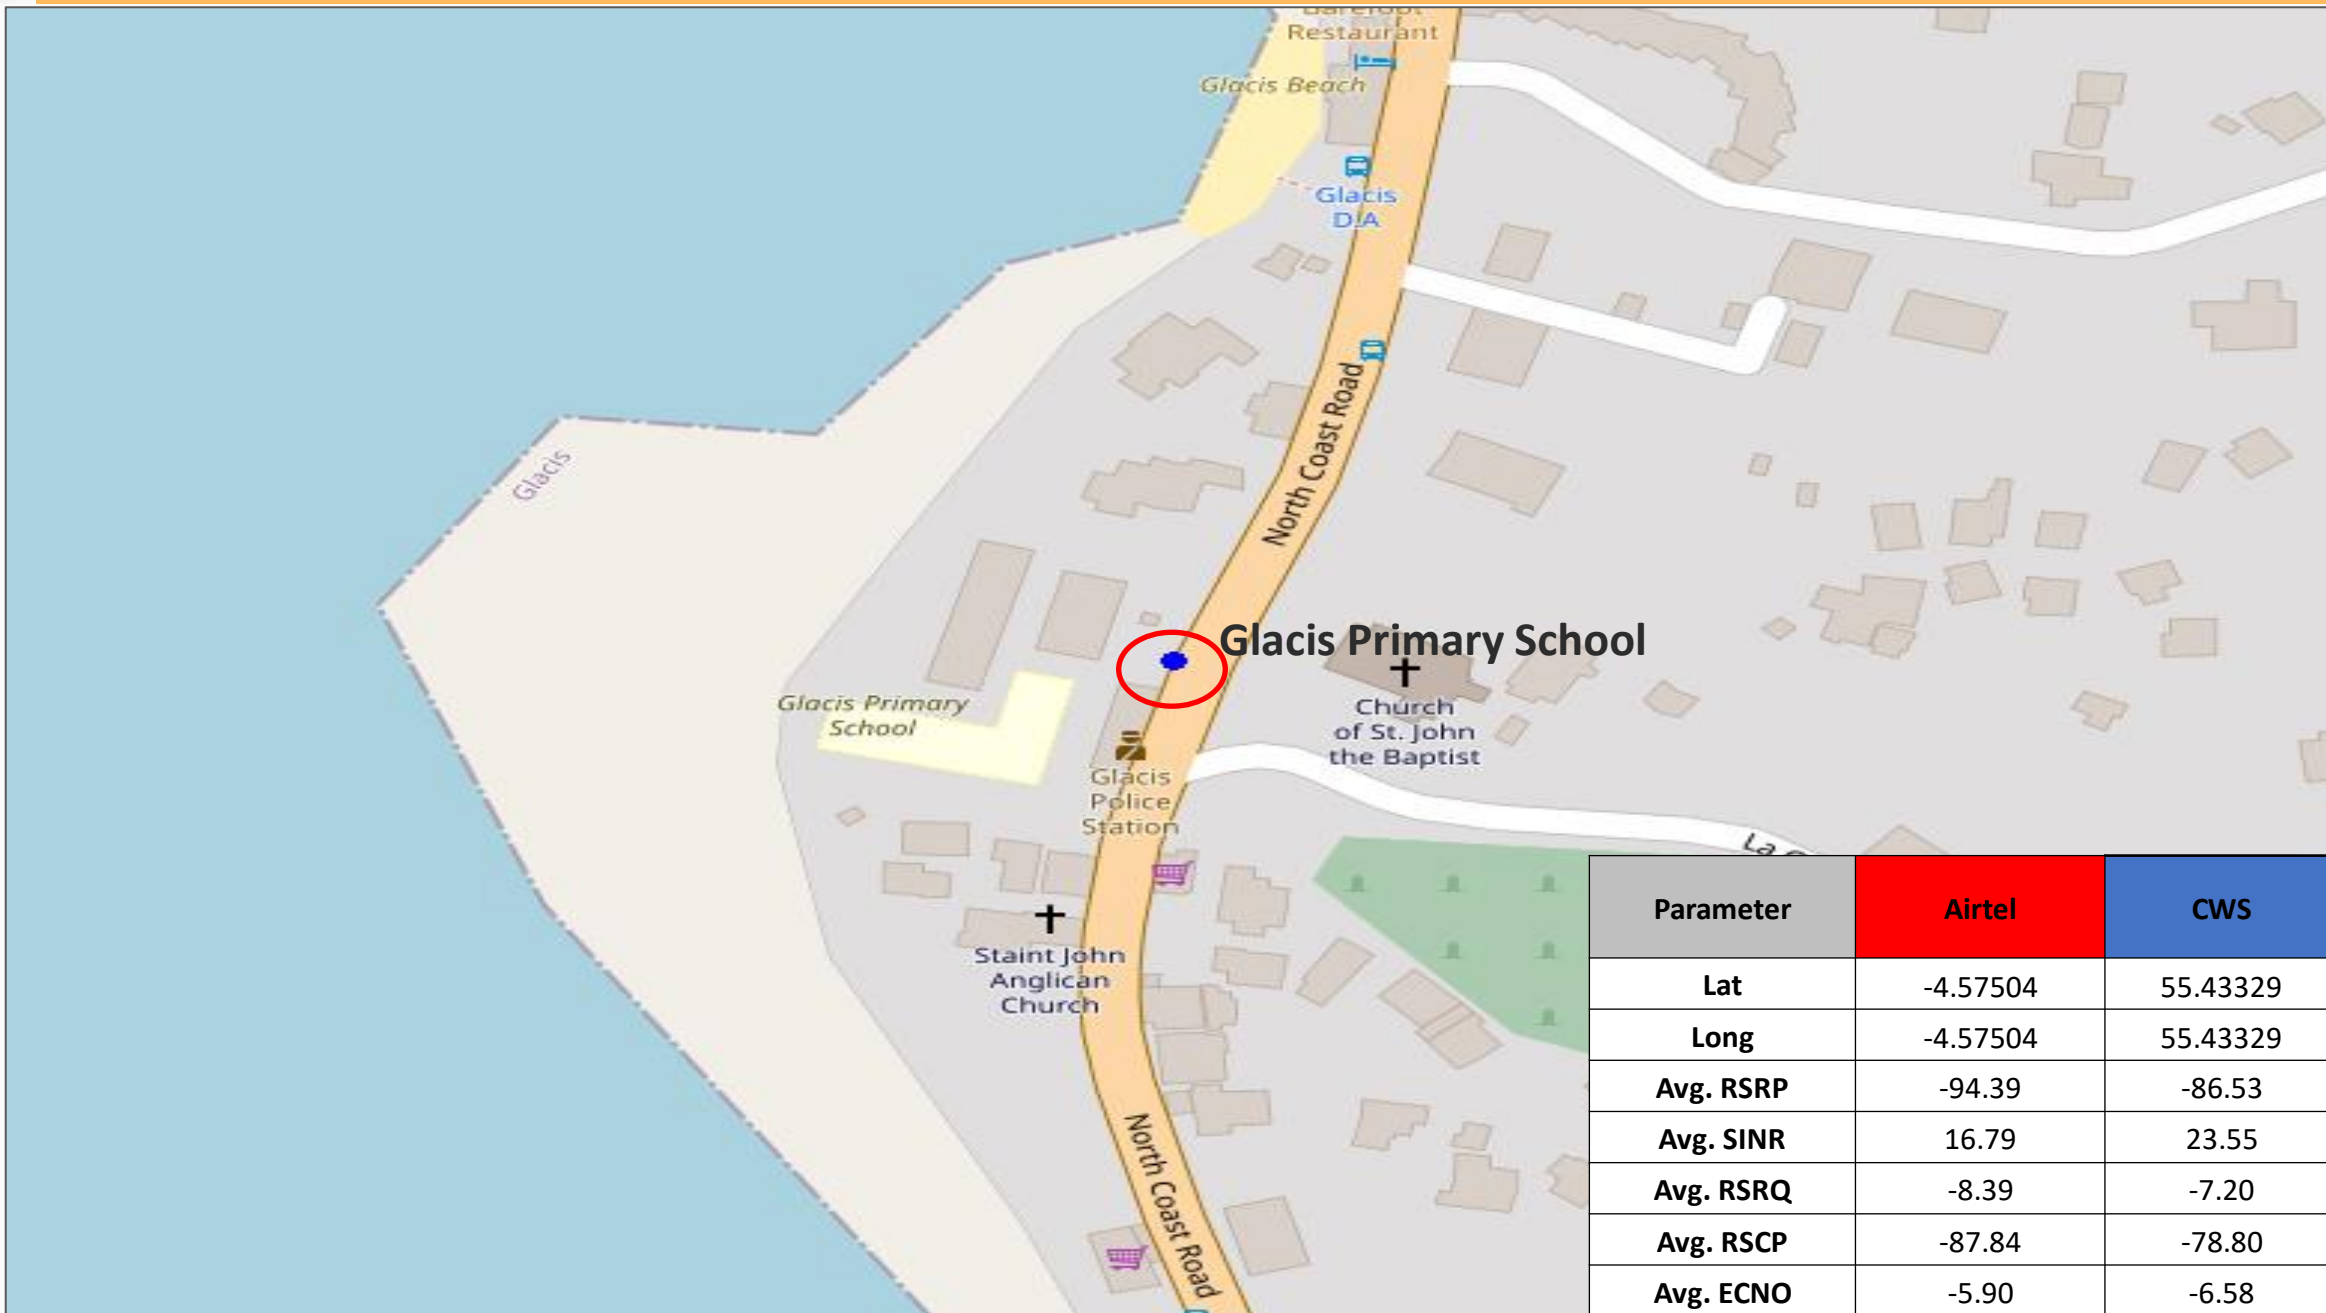 Restaurant
Glacis Beach
Glacis
D.A
North Coast Road
Glacis
Glacis Primary School
Glacis Primary
School
Church
of St. John
the Baptist
Glacis
Police
Station
La
Staint John
Anglican
Church
North Coast Road
Parameter Airtel CWS
Lat -4.57504 55.43329
Long -4.57504 55.43329
Avg. RSRP -94.39 -86.53
Avg. SINR 16.79 23.55
Avg. RSRQ -8.39 -7.20
Avg. RSCP -87.84 -78.80
Avg. ECNO -5.90 -6.58